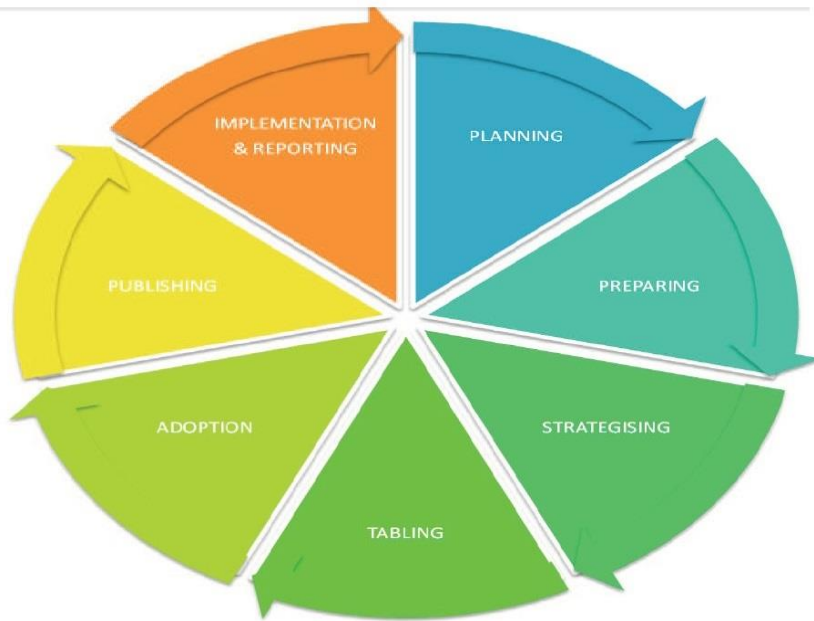 PLANNING
PREPARING
STRATEGISING
TABLING
ADOPTION
PUBLISHING
IMPLEMENTATION
& REPORTING